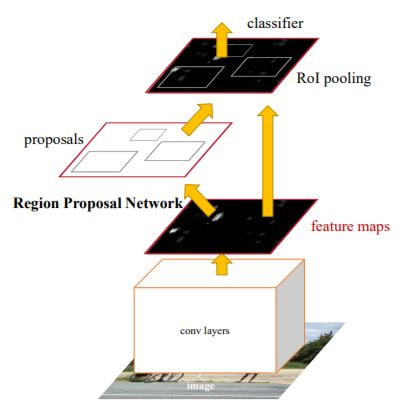 classifier
RoI pooling
proposals
Region Proposal Network
feature maps
conv layers
image